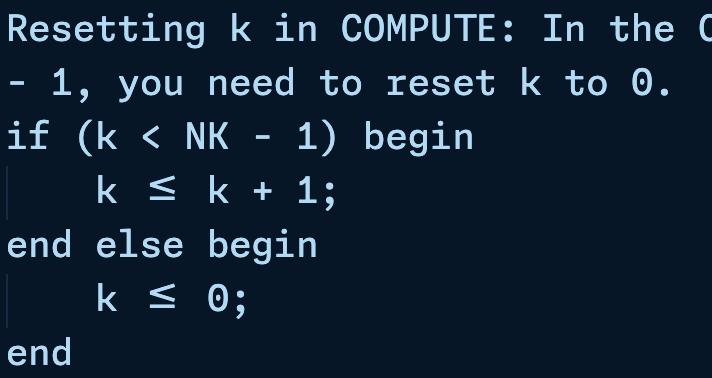 Resetting k in COMPUTE: In the
- 1, you need to reset k to 0.
if (k < NK - 1) begin
    k ≤ k + 1;
end else begin
    k ≤ 0;
end